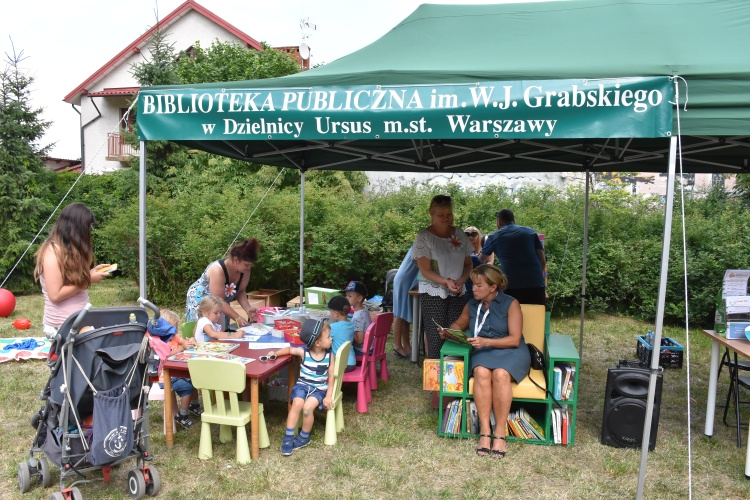 BIBLIOTEKA PUBLICZNA im. W.J. Grabskiego
w Dzielnicy Ursus m.st. Warszawy